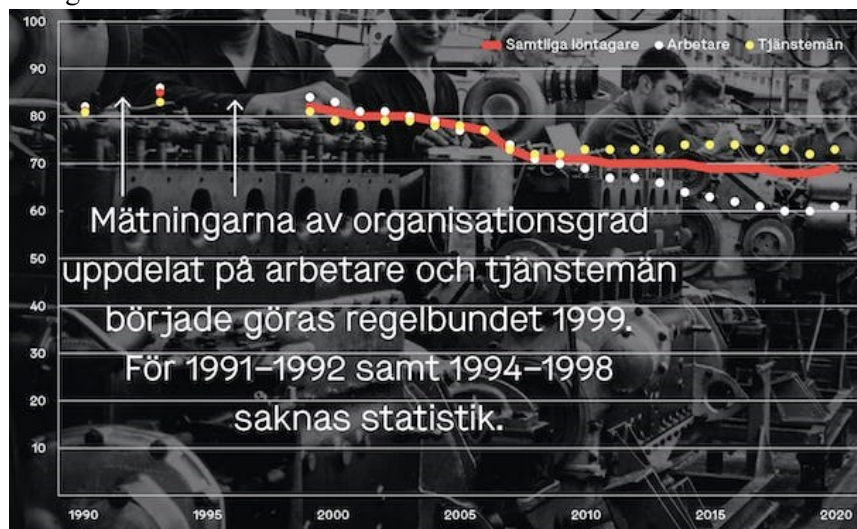 100
Samtliga löntagare Arbetare Tjänstemän
90
80
70
60
Mätningarna av organisationsgrad
50
uppdelat på arbetare och tjänstemän
40
började göras regelbundet 1999.
30
För 1991–1992 samt 1994–1998
20
saknas statistik.
10
1990 1995 2000 2005 2010 2015 2020